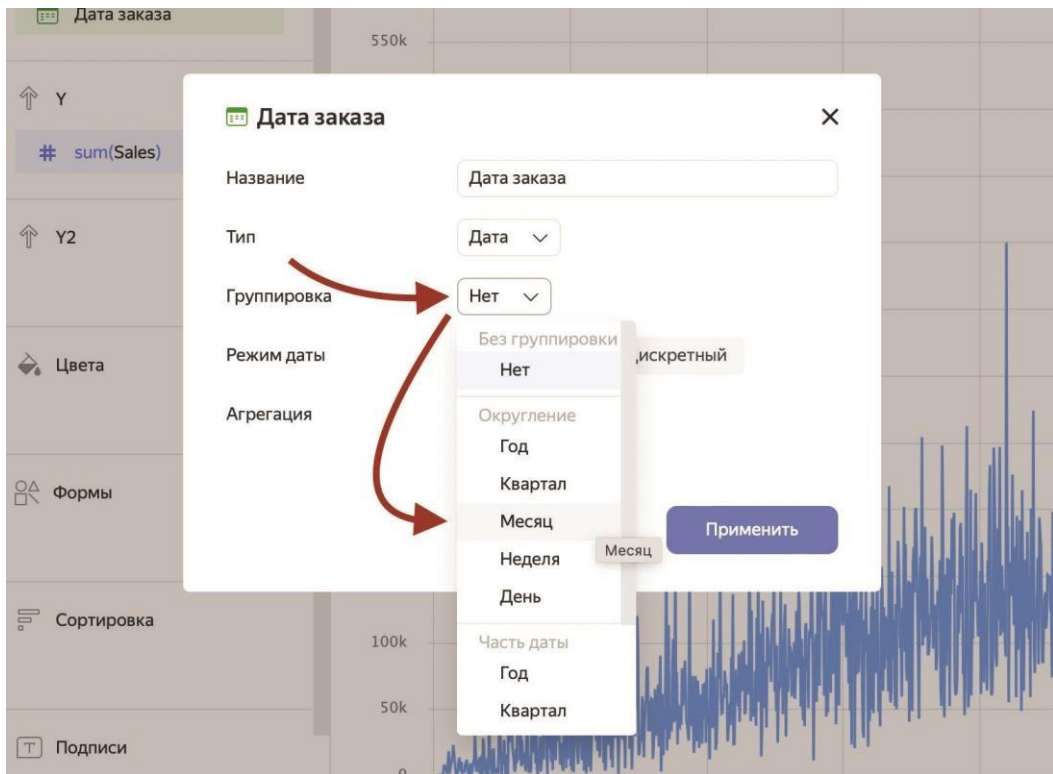 Дата заказа
550k
Y
# sum(Sales)
Y2
Цвета
Формы
Сортировка
T Подписи
Дата заказа
Название
Дата заказа
Тип
Дата
Группировка
Нет
Режим даты
дискретный
Агрегация
Без группировки
Нет
Округление
Год
Квартал
Месяц
Неделя
День
Часть даты
Год
Квартал
Месяц
Применить
100k
50k
0